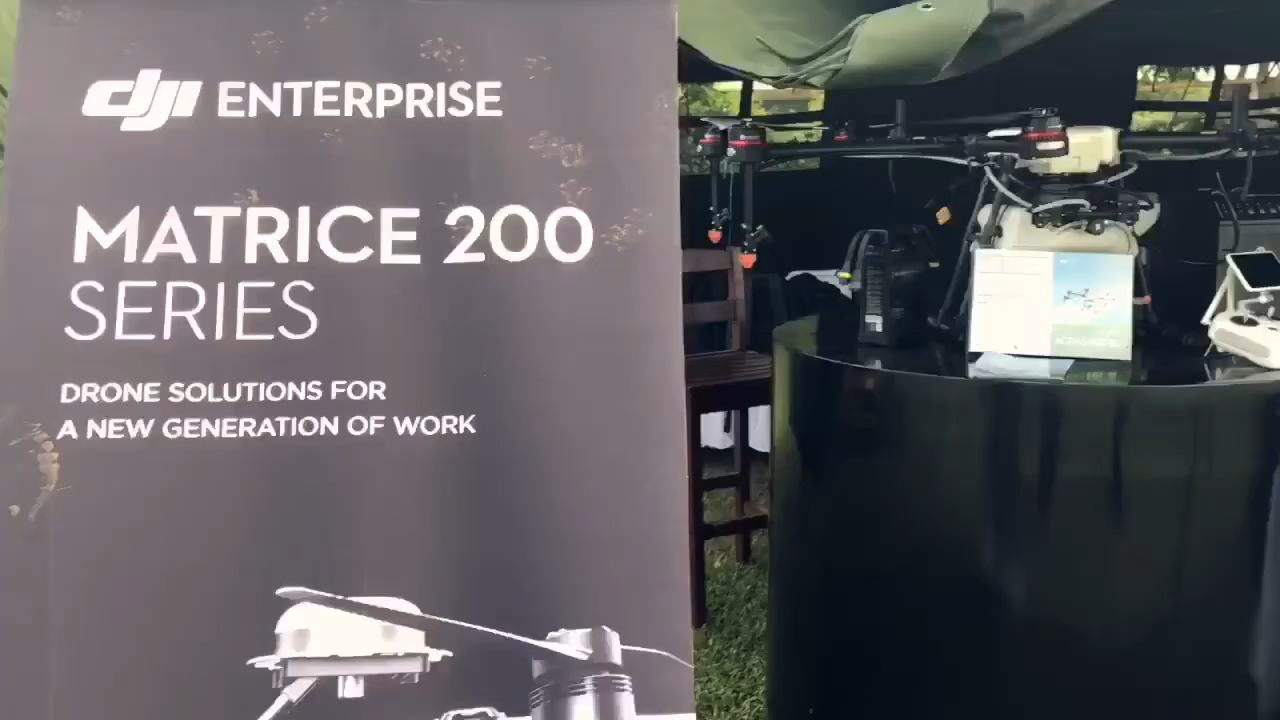 dji ENTERPRISE
MATRICE 200
SERIES
DRONE SOLUTIONS FOR
A NEW GENERATION OF WORK